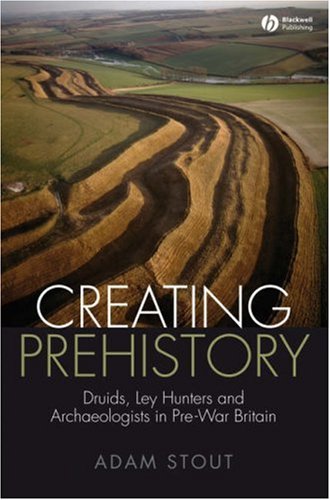 Blackwell
Publishing
CREATING
PREHISTORY
Druids, Ley Hunters and
Archaeologists in Pre-War Britain
ADAM STOUT